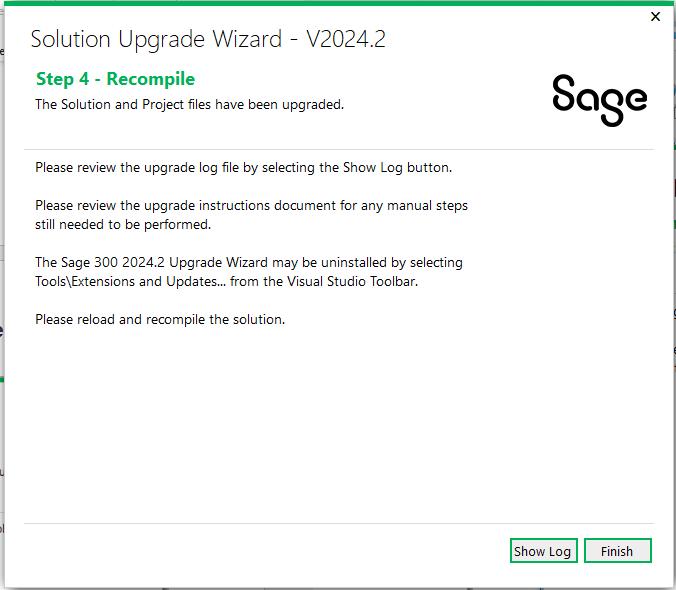 Solution Upgrade Wizard - V2024.2
Step 4 - Recompile
The Solution and Project files have been upgraded.
Sage
Please review the upgrade log file by selecting the Show Log button.
Please review the upgrade instructions document for any manual steps
still needed to be performed.
The Sage 300 2024.2 Upgrade Wizard may be uninstalled by selecting
Tools\Extensions and Updates... from the Visual Studio Toolbar.
Please reload and recompile the solution.
Show Log
Finish